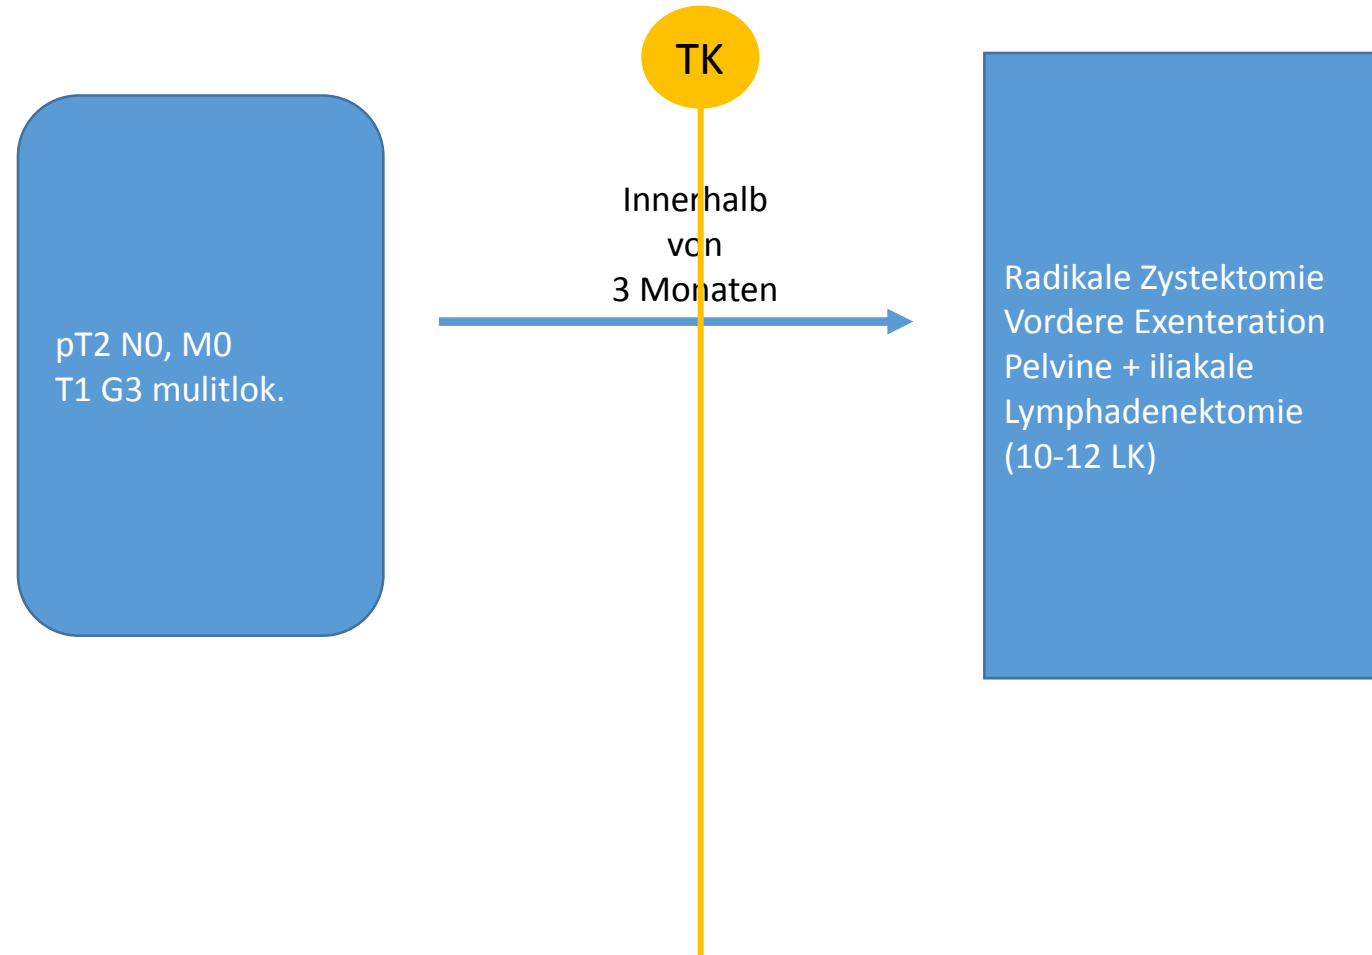 TK
pT2 N0, M0
T1 G3 mulitlok.
Innerhalb
von
3 Monaten
Radikale Zystektomie
Vordere Exenteration
Pelvine + iliakale
Lymphadenektomie
(10-12 LK)